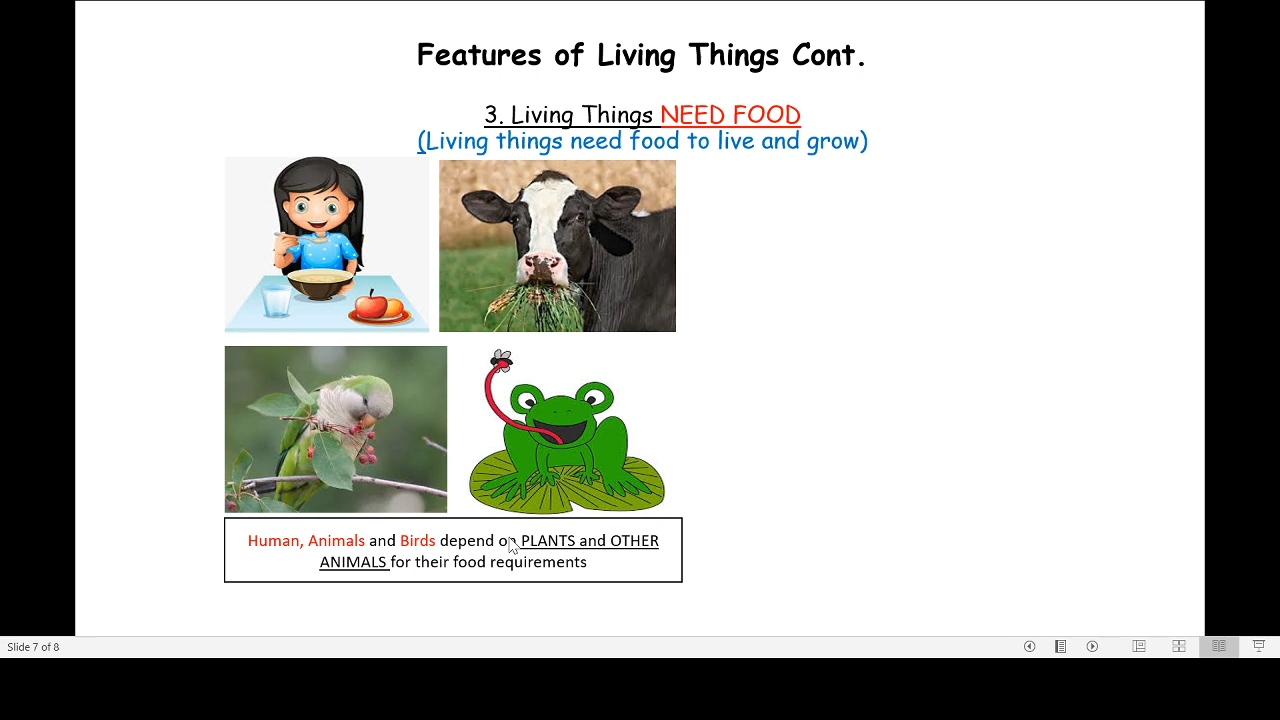 Features of Living Things Cont.
3. Living Things NEED FOOD
(Living things need food to live and grow)
Human, Animals and Birds depend on PLANTS and OTHER
ANIMALS for their food requirements
Slide 7 of 8